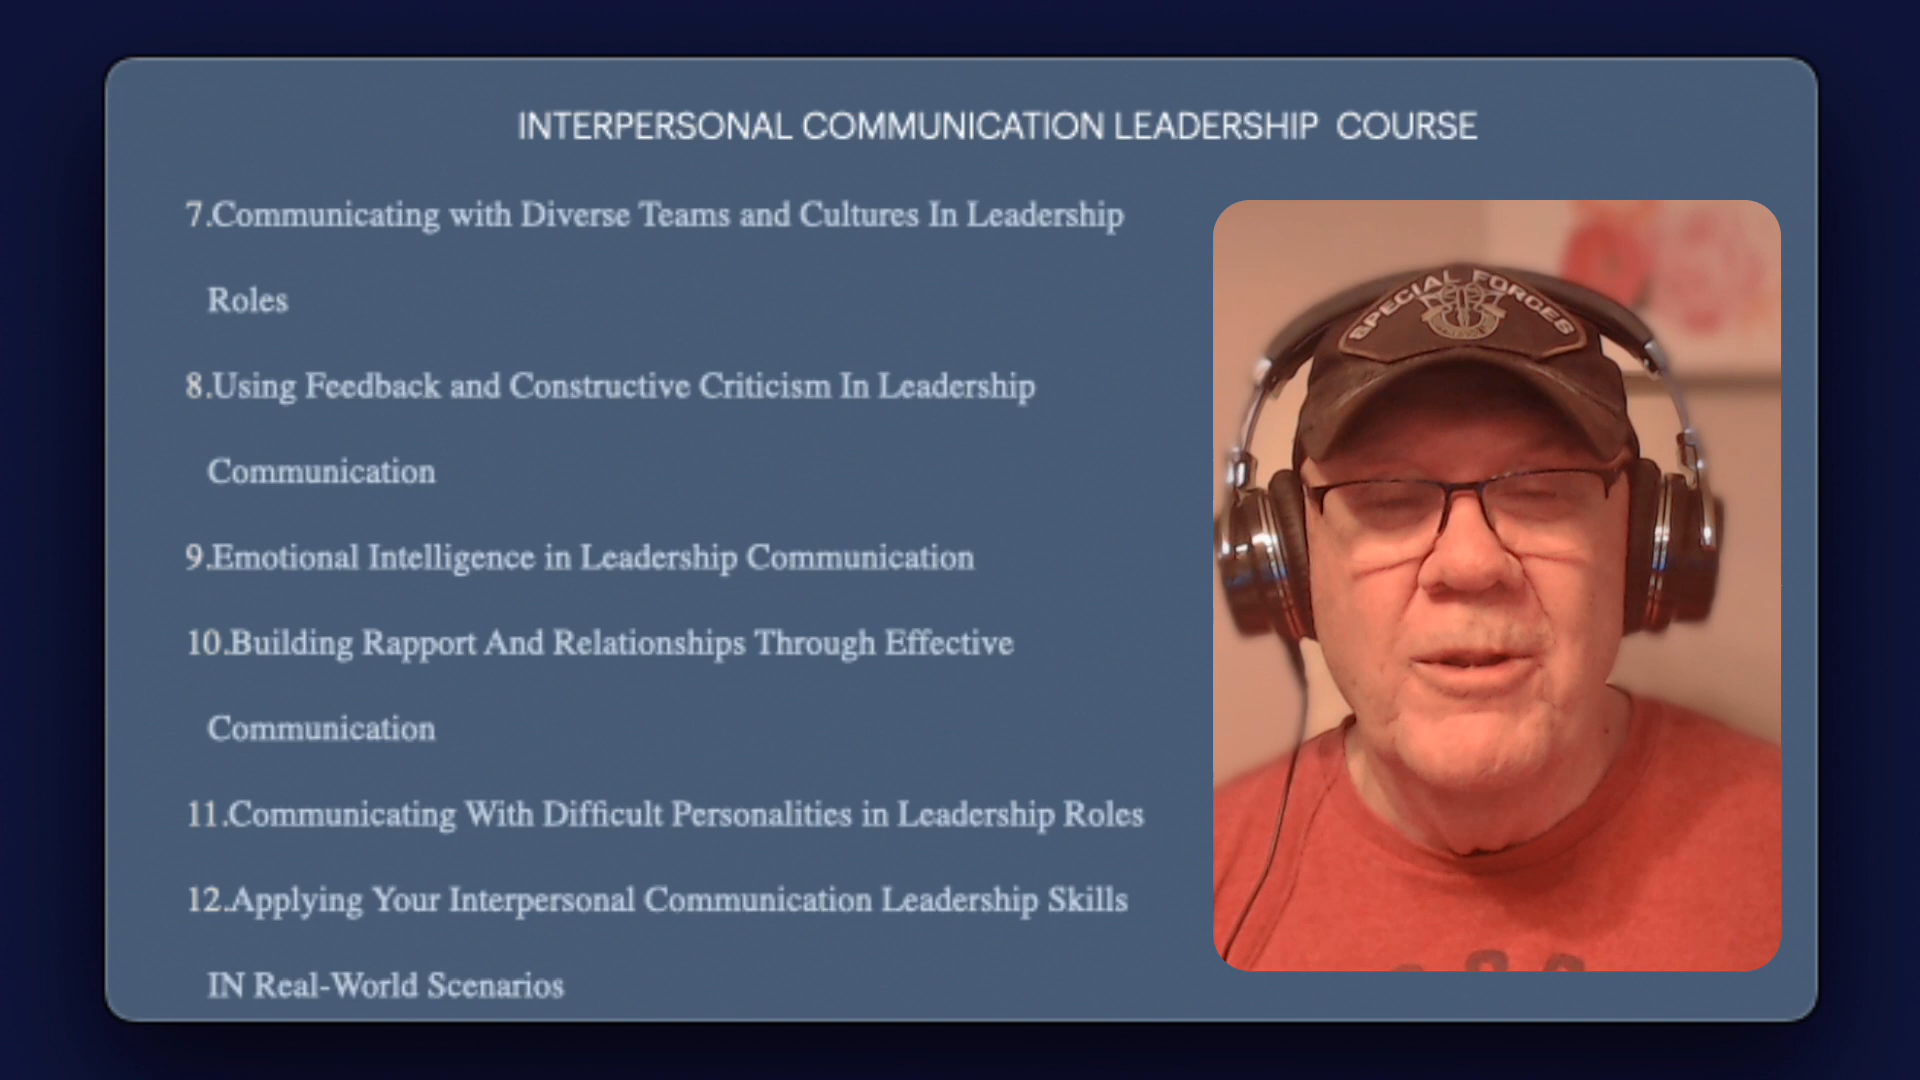 INTERPERSONAL COMMUNICATION LEADERSHIP COURSE
7.Communicating with Diverse Teams and Cultures In Leadership
Roles
8.Using Feedback and Constructive Criticism In Leadership
Communication
9.Emotional Intelligence in Leadership Communication
10.Building Rapport And Relationships Through Effective
Communication
11.Communicating With Difficult Personalities in Leadership Roles
12.Applying Your Interpersonal Communication Leadership Skills
IN Real-World Scenarios
SPECIAL FORCES